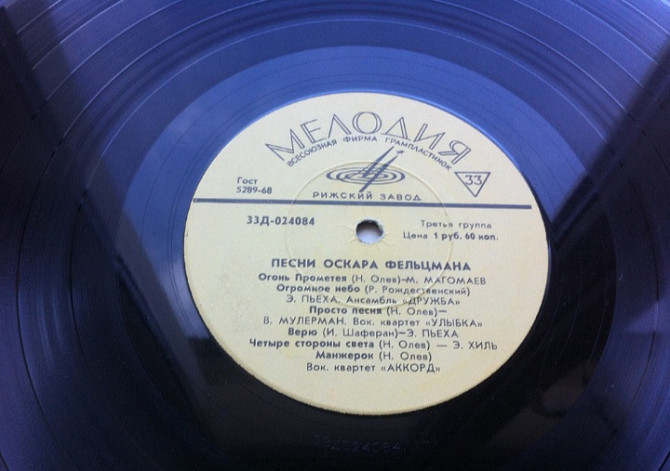 МЕЛОДИЯ
ВСЕСОЮЗНАЯ ФИРМА ГРАМПЛАСТИНОК
33
Гост
5289-68
РИЖСКИЙ ЗАВОД
33Д-024084
Третья группа
Цена 1 руб. 60 коп.
ПЕСНИ ОСКАРА ФЕЛЬЦМАНА
Огонь Прометея (Н. Олев)—М. МАГОМАЕВ
Огромное небо (Р. Рождественский)
Э. ПЬЕХА. Ансамбль «ДРУЖБА»
Просто песня (Н. Олев)—
В. МУЛЕРМАН. Вок. квартет «УЛЫБКА»
Верю (И. Шаферан)—Э. ПЬЕХА
Четыре стороны света (Н. Олев) — Э. ХИЛЬ
Манжерок (Н. Олев)
Вок. квартет «АККОРД»